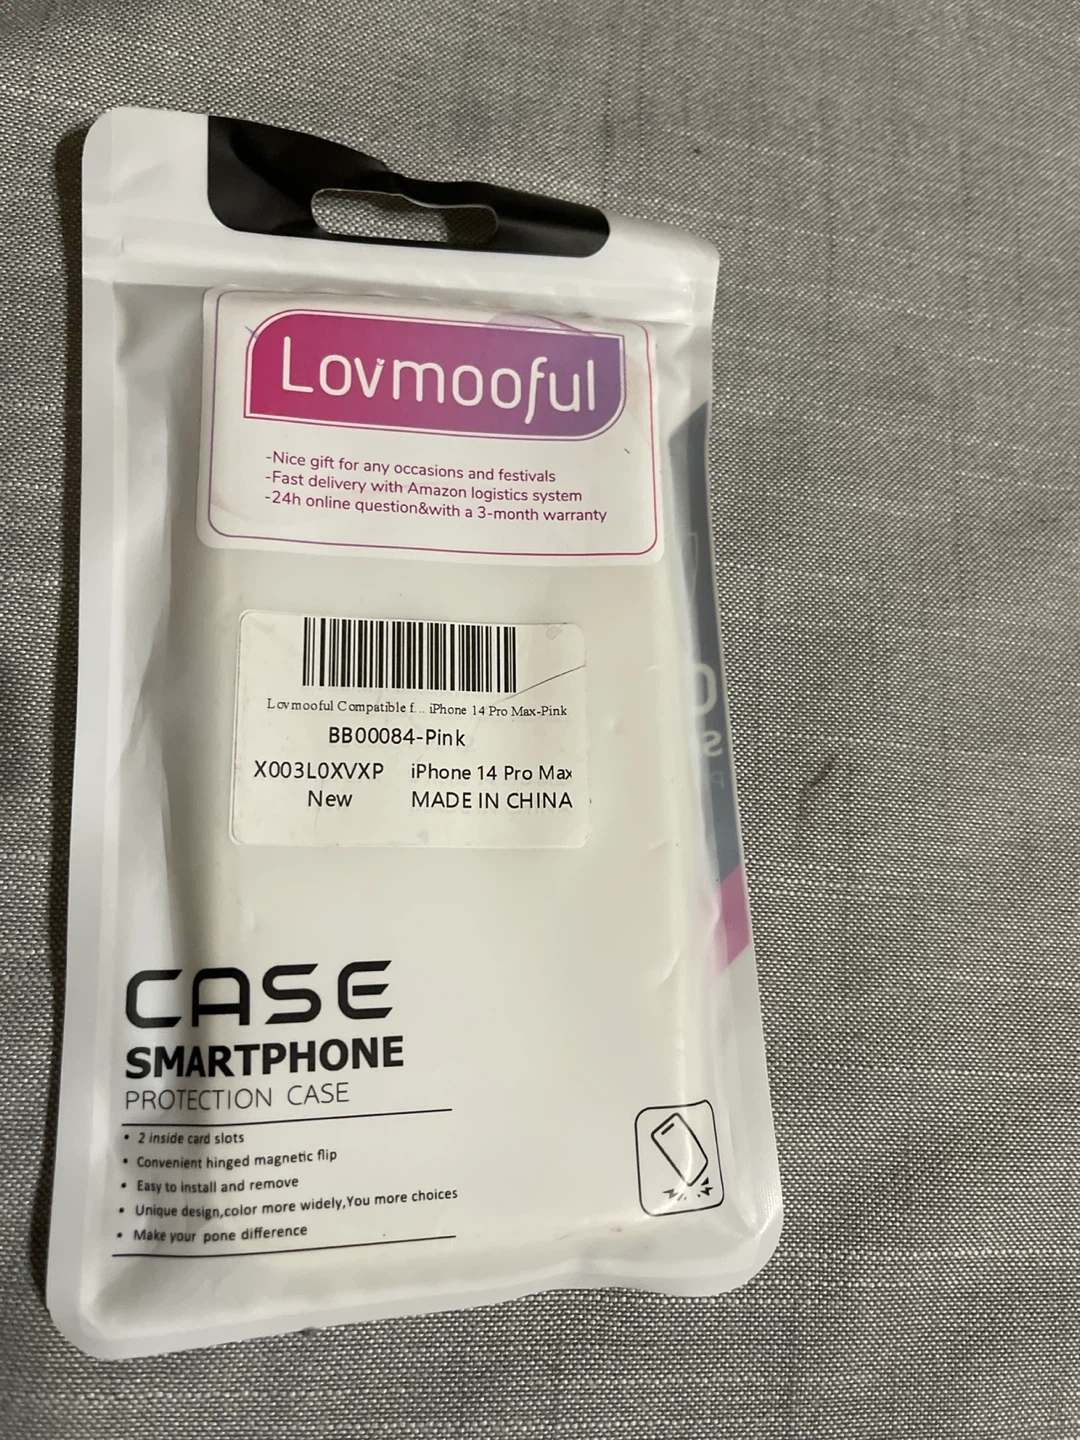 Lovmooful
-Nice gift for any occasions and festivals
-Fast delivery with Amazon logistics system
-24h online question&with a 3-month warranty
Lovmooful Compatible f... iPhone 14 Pro Max-Pink
BB00084-Pink
X003L0XVXP iPhone 14 Pro Max
New MADE IN CHINA
CASE
SMARTPHONE
PROTECTION CASE
• 2 inside card slots
• Convenient hinged magnetic flip
• Easy to install and remove
• Unique design,color more widely,You more choices
• Make your pone difference